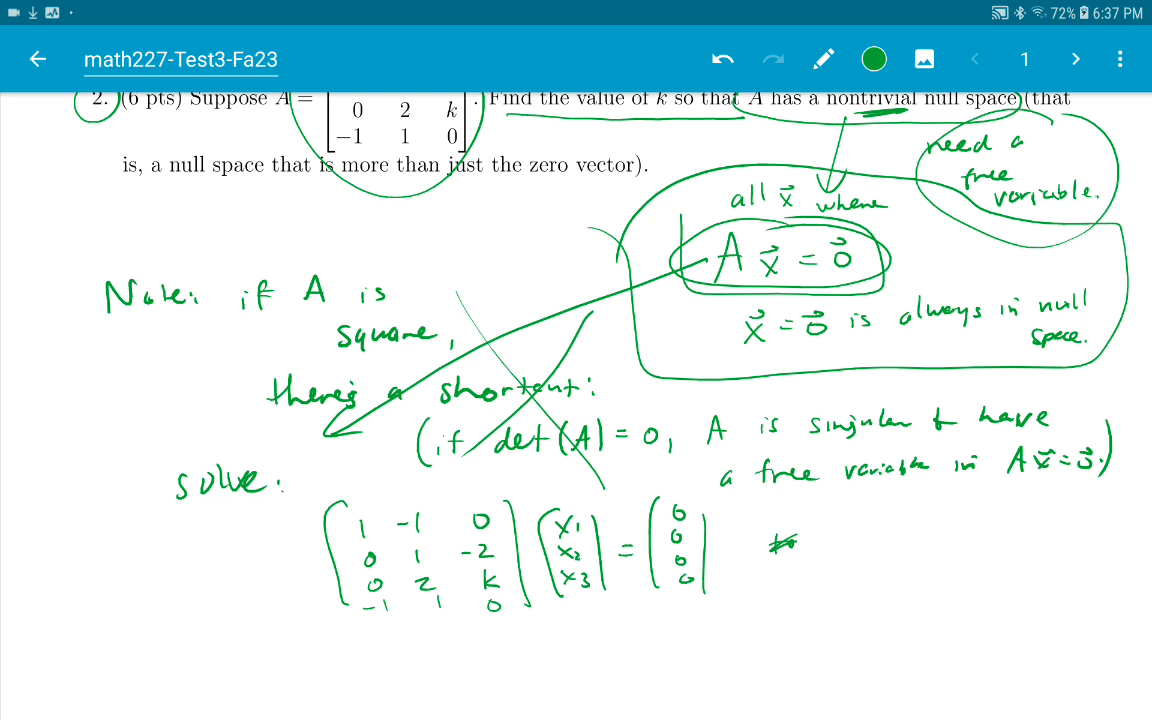 72% 6:37 PM
math227-Test3-Fa23
1
2. (6 pts) Suppose A = . Find the value of k so that A has a nontrivial null space (that
0 2 k
−1 1 0
is, a null space that is more than just the zero vector).
need a
free
variable.
all x⃗ where
A x⃗ = 0⃗
x⃗ = 0⃗ is always in null
space.
Note: if A is
square,
there's a shortcut:
(if det(A) = 0, A is singular & have
a free variable in Ax⃗=0⃗.)
solve:
1 -1 0 x1 0
0 1 -2 x2 = 0
0 2 k x3 0
-1 1 0 0